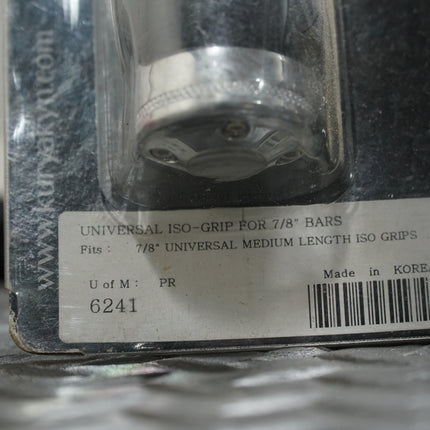 www.kuryakyn.com
UNIVERSAL ISO-GRIP FOR 7/8" BARS
Fits : 7/8" UNIVERSAL MEDIUM LENGTH ISO GRIPS
U of M : PR
Made in KOREA
6241